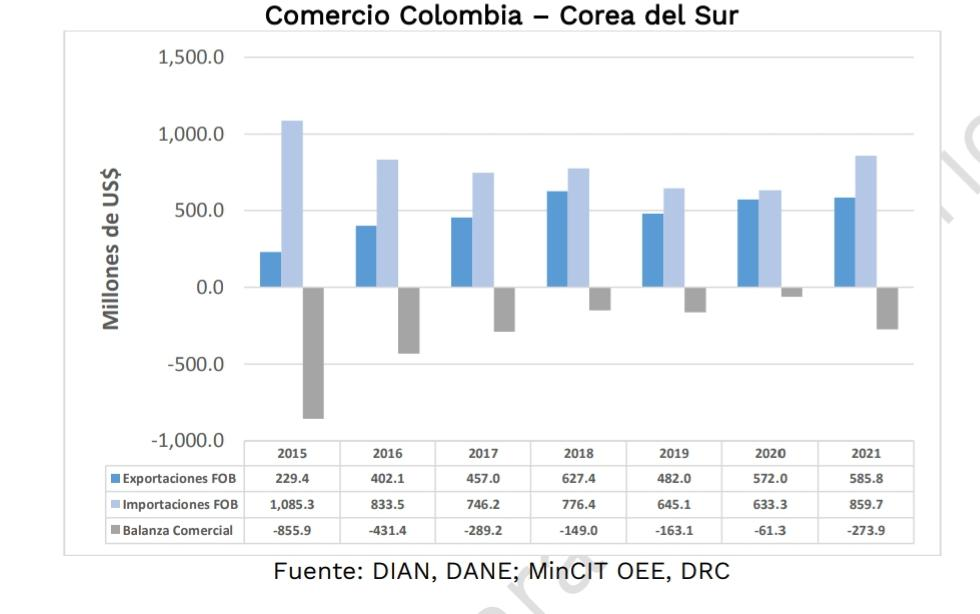 Comercio Colombia – Corea del Sur
1,500.0
1,000.0
500.0
0.0
-500.0
-1,000.0
Millones de US$
2015 2016 2017 2018 2019 2020 2021
Exportaciones FOB 229.4 402.1 457.0 627.4 482.0 572.0 585.8
Importaciones FOB 1,085.3 833.5 746.2 776.4 645.1 633.3 859.7
Balanza Comercial -855.9 -431.4 -289.2 -149.0 -163.1 -61.3 -273.9
Fuente: DIAN, DANE; MinCIT OEE, DRC